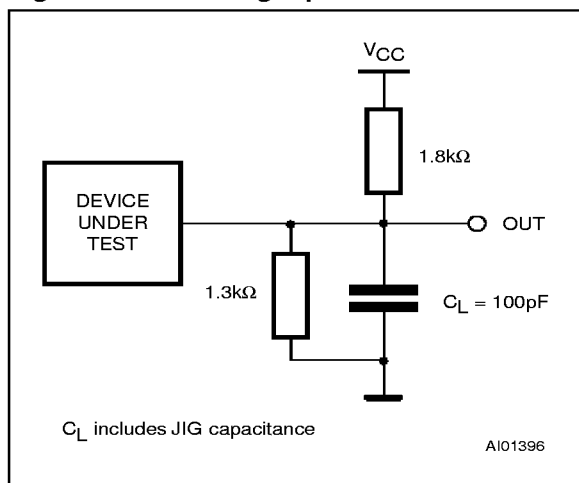 VCC
1.8kΩ
DEVICE
UNDER
TEST
OUT
1.3kΩ
CL = 100pF
CL includes JIG capacitance
AI01396